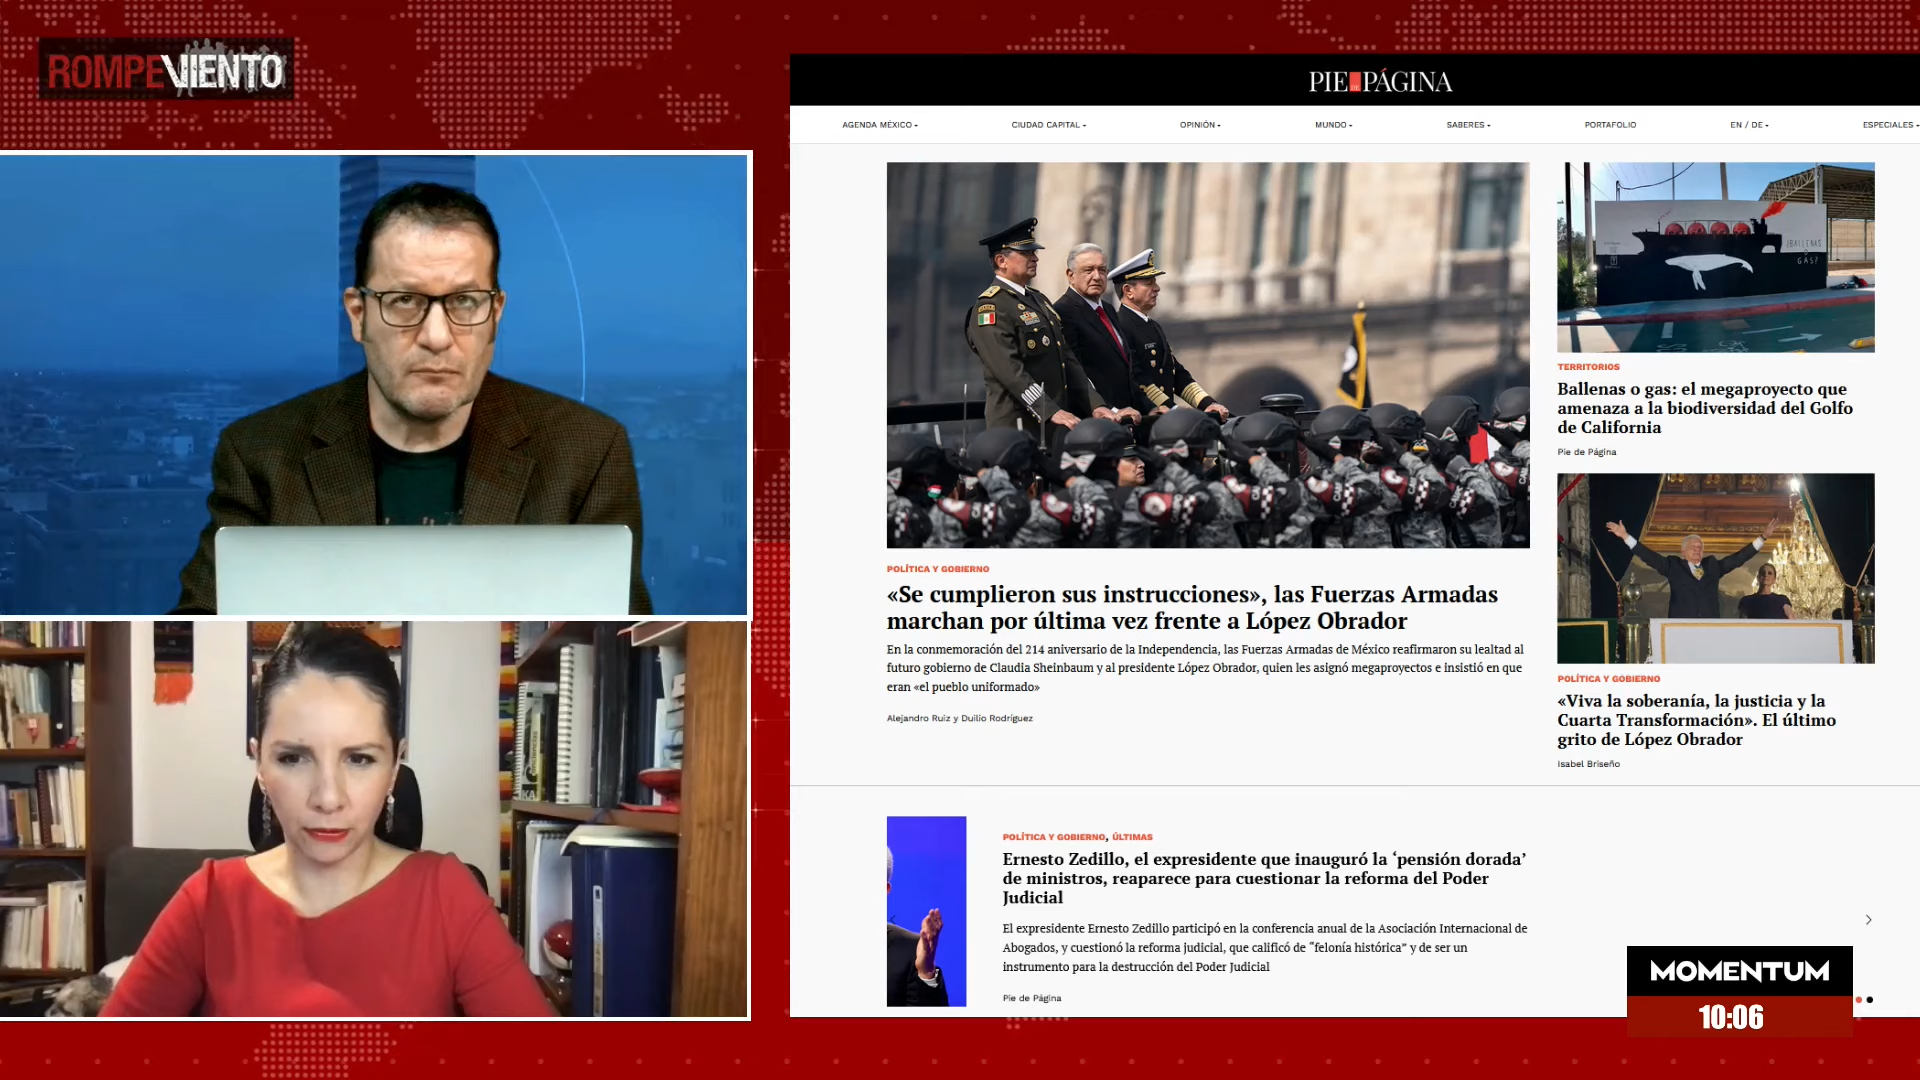 ROMPEVIENTO
PIE DE PÁGINA
AGENDA MÉXICO
CIUDAD CAPITAL
OPINIÓN
MUNDO
SABERES
PORTAFOLIO
EN / DE
ESPECIALES
¿BALLENAS
O
GAS?
POLÍTICA Y GOBIERNO
«Se cumplieron sus instrucciones», las Fuerzas Armadas
marchan por última vez frente a López Obrador
En la conmemoración del 214 aniversario de la Independencia, las Fuerzas Armadas de México reafirmaron su lealtad al
futuro gobierno de Claudia Sheinbaum y al presidente López Obrador, quien les asignó megaproyectos e insistió en que
eran «el pueblo uniformado»
Alejandro Ruiz y Duilio Rodríguez
TERRITORIOS
Ballenas o gas: el megaproyecto que
amenaza a la biodiversidad del Golfo
de California
Pie de Página
POLÍTICA Y GOBIERNO
«Viva la soberanía, la justicia y la
Cuarta Transformación». El último
grito de López Obrador
Isabel Briseño
POLÍTICA Y GOBIERNO, ÚLTIMAS
Ernesto Zedillo, el expresidente que inauguró la ‘pensión dorada’
de ministros, reaparece para cuestionar la reforma del Poder
Judicial
El expresidente Ernesto Zedillo participó en la conferencia anual de la Asociación Internacional de
Abogados, y cuestionó la reforma judicial, que calificó de “felonía histórica” y de ser un
instrumento para la destrucción del Poder Judicial
Pie de Página
MOMENTUM
10:06